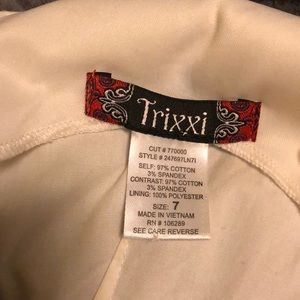 Trixxi
CUT # 770000
STYLE # 247697LN7I
SELF: 97% COTTON
3% SPANDEX
CONTRAST: 97% COTTON
3% SPANDEX
LINING: 100% POLYESTER
SIZE: 7
MADE IN VIETNAM
RN # 106289
SEE CARE REVERSE